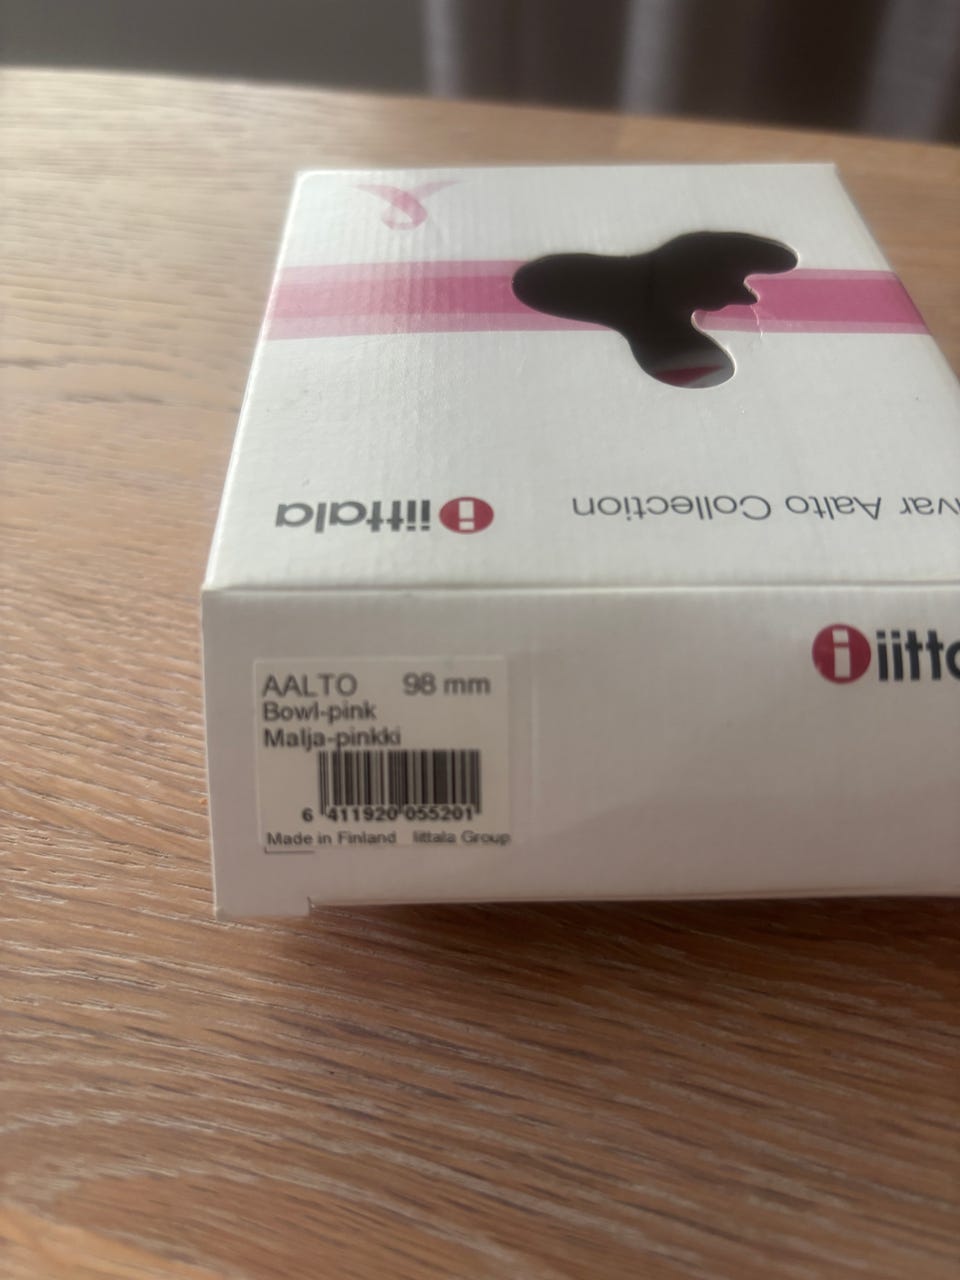 iittala
Alvar Aalto Collection
iitta
AALTO 98 mm
Bowl-pink
Malja-pinkki
6 411920 055201
Made in Finland Iittala Group